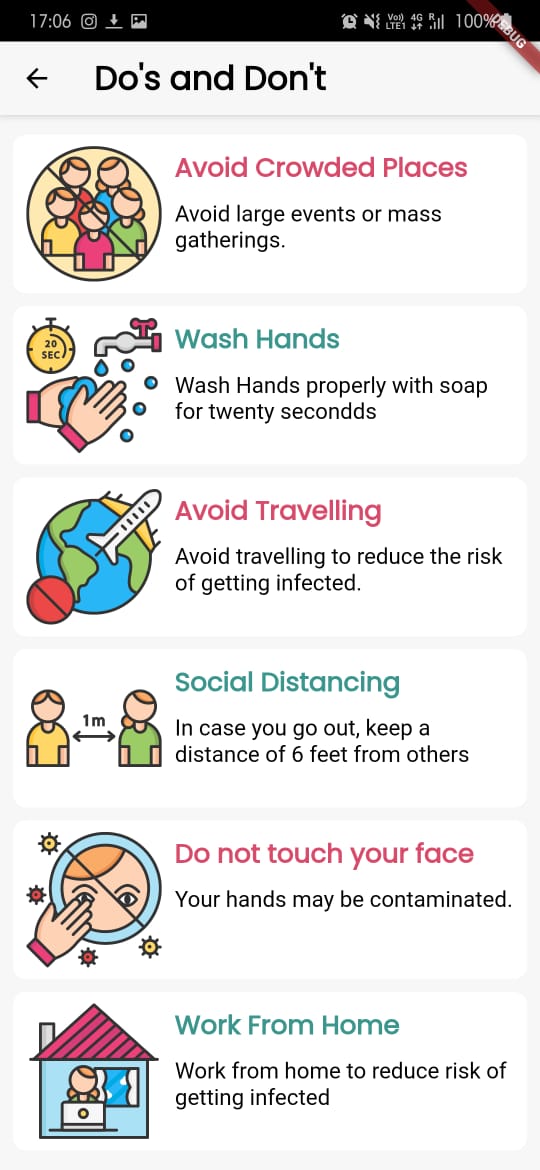 17:06 Vo)) LTE1 4G R 100%
DEBUG
Do's and Don't
Avoid Crowded Places
Avoid large events or mass
gatherings.
20
SEC
Wash Hands
Wash Hands properly with soap
for twenty secondds
Avoid Travelling
Avoid travelling to reduce the risk
of getting infected.
Social Distancing
1m
In case you go out, keep a
distance of 6 feet from others
Do not touch your face
Your hands may be contaminated.
Work From Home
Work from home to reduce risk of
getting infected